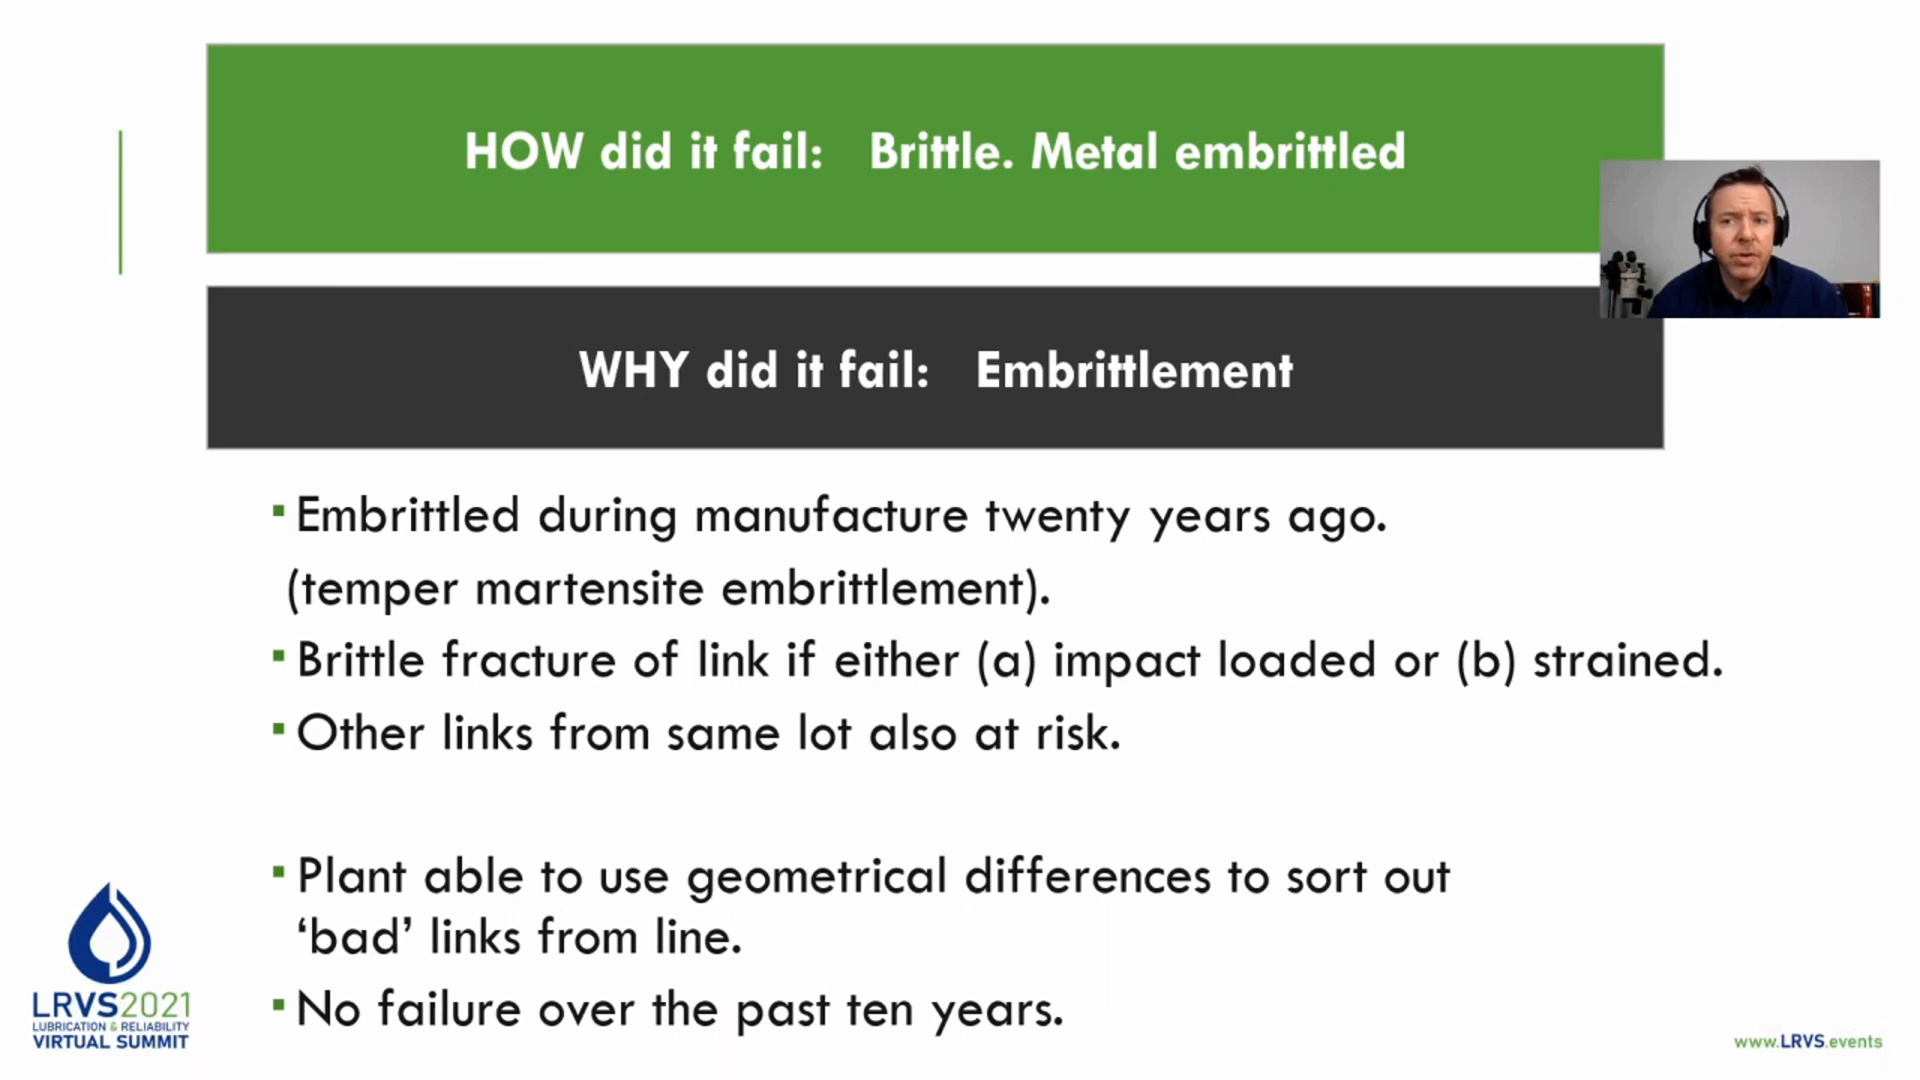 HOW did it fail: Brittle. Metal embrittled
WHY did it fail: Embrittlement
▪ Embrittled during manufacture twenty years ago.
(temper martensite embrittlement).
▪ Brittle fracture of link if either (a) impact loaded or (b) strained.
▪ Other links from same lot also at risk.
▪ Plant able to use geometrical differences to sort out
‘bad’ links from line.
▪ No failure over the past ten years.
LRVS2021
LUBRICATION & RELIABILITY
VIRTUAL SUMMIT
www.LRVS.events